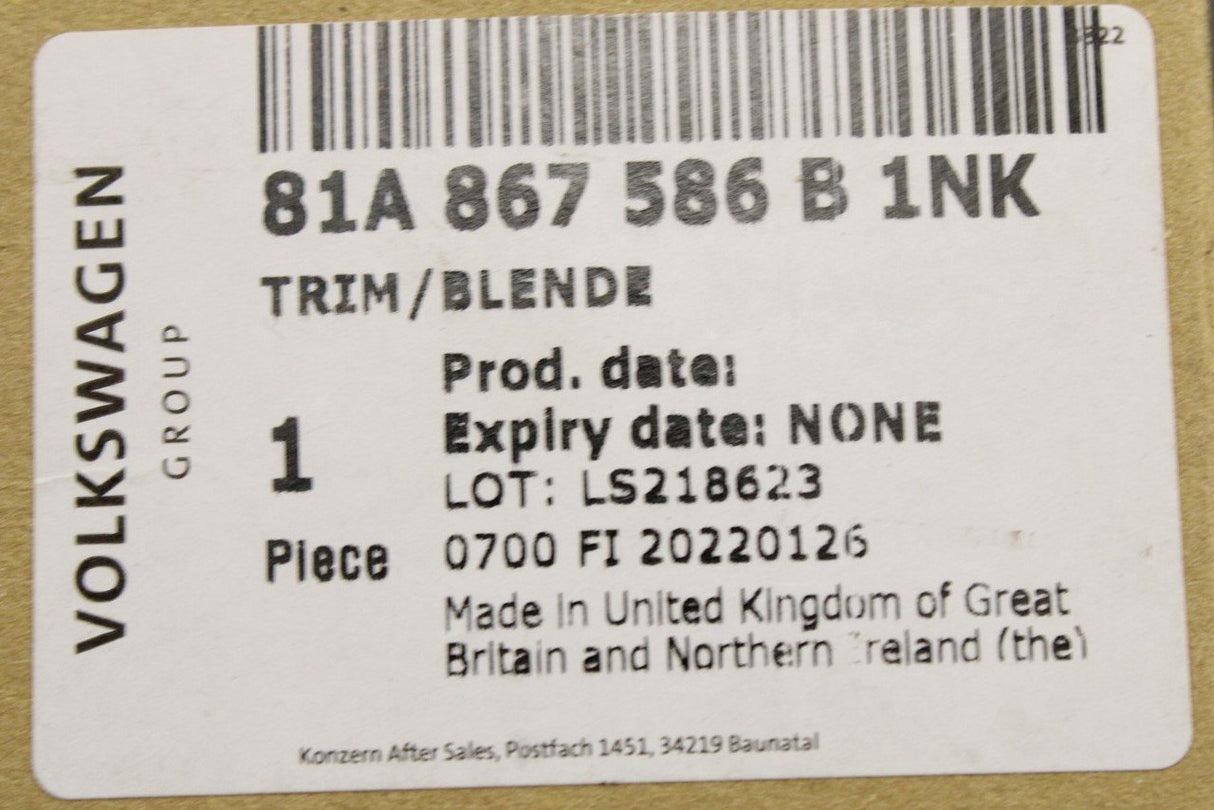 VOLKSWAGEN
GROUP
81A 867 586 B 1NK
TRIM/BLENDE
Prod. date:
1
Expiry date: NONE
LOT: LS218623
Piece
0700 FI 20220126
Made in United Kingdom of Great
Britain and Northern Ireland (the)
Konzern After Sales, Postfach 1451, 34219 Baunatal